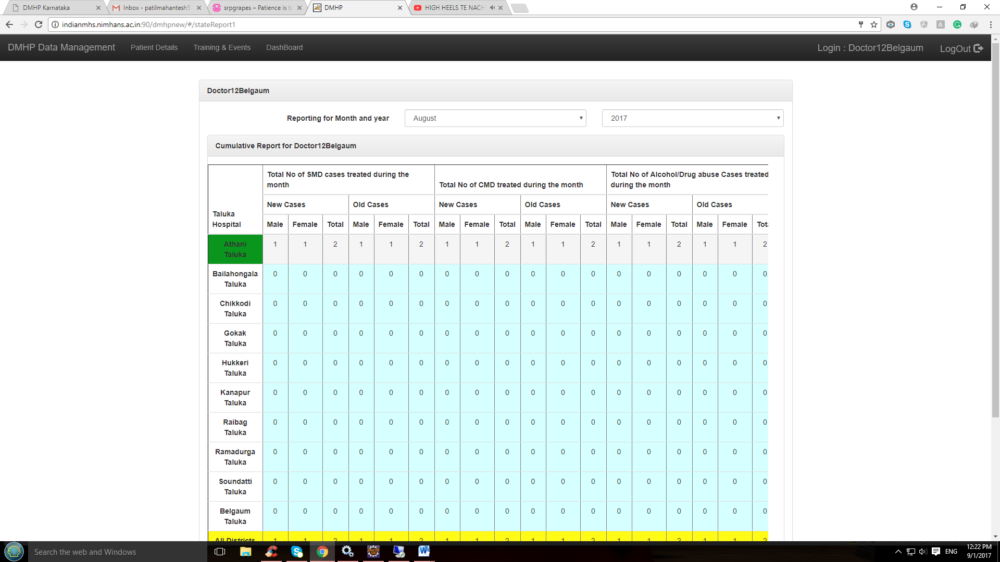 DMHP Karnataka
Inbox - patilmahantesh57
srpgrapes – Patience is b
DMHP
HIGH HEELS TE NACH
indianmhs.nimhans.ac.in:90/dmhpnew/#/stateReport1
DMHP Data Management Patient Details Training & Events DashBoard Login : Doctor12Belgaum LogOut
Doctor12Belgaum
Reporting for Month and year August 2017
Cumulative Report for Doctor12Belgaum
Total No of SMD cases treated during the
month
Total No of CMD treated during the month
Total No of Alcohol/Drug abuse Cases treated
during the month
New Cases Old Cases New Cases Old Cases New Cases Old Cases
Taluka
Hospital
Male Female Total Male Female Total Male Female Total Male Female Total Male Female Total Male Female Tota
Athani
Taluka
1 1 2 1 1 2 1 1 2 1 1 2 1 1 2 1 1 2
Bailahongala
Taluka
0 0 0 0 0 0 0 0 0 0 0 0 0 0 0 0 0 0
Chikkodi
Taluka
0 0 0 0 0 0 0 0 0 0 0 0 0 0 0 0 0 0
Gokak
Taluka
0 0 0 0 0 0 0 0 0 0 0 0 0 0 0 0 0 0
Hukkeri
Taluka
0 0 0 0 0 0 0 0 0 0 0 0 0 0 0 0 0 0
Kanapur
Taluka
0 0 0 0 0 0 0 0 0 0 0 0 0 0 0 0 0 0
Raibag
Taluka
0 0 0 0 0 0 0 0 0 0 0 0 0 0 0 0 0 0
Ramadurga
Taluka
0 0 0 0 0 0 0 0 0 0 0 0 0 0 0 0 0 0
Soundatti
Taluka
0 0 0 0 0 0 0 0 0 0 0 0 0 0 0 0 0 0
Belgaum
Taluka
0 0 0 0 0 0 0 0 0 0 0 0 0 0 0 0 0 0
All Districts 1 1 2 1 1 2 1 1 2 1 1 2 1 1 2 1 1 2
Search the web and Windows
ENG
12:22 PM
9/1/2017